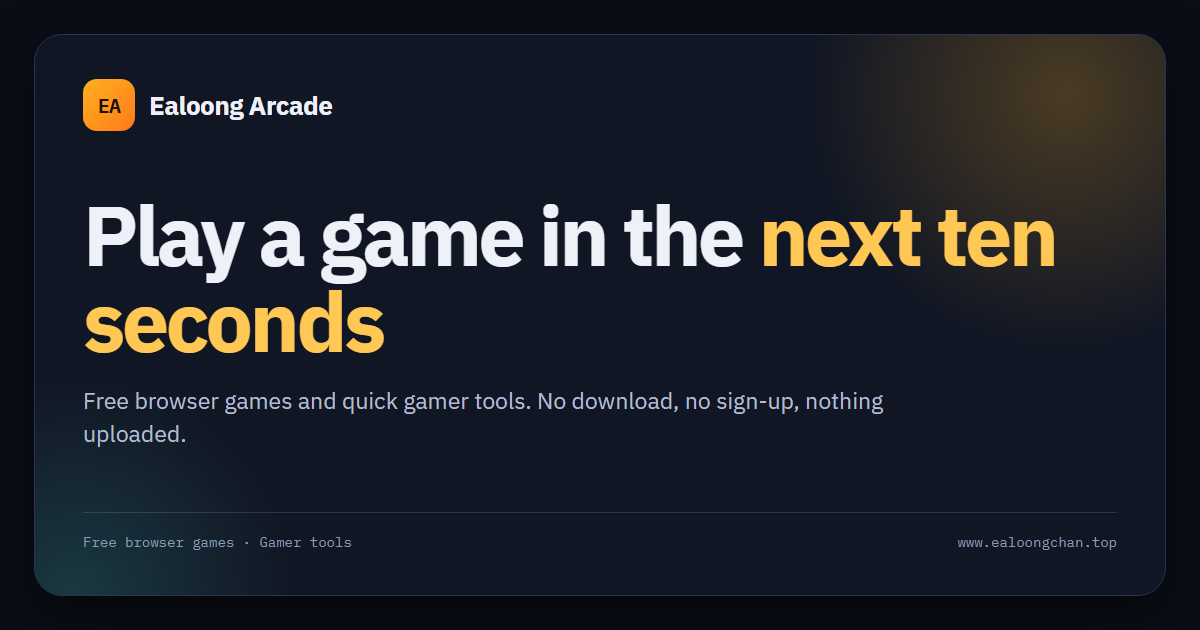 EA
Ealoong Arcade
Play a game in the next ten
seconds
Free browser games and quick gamer tools. No download, no sign-up, nothing
uploaded.
Free browser games · Gamer tools
www.ealoongchan.top